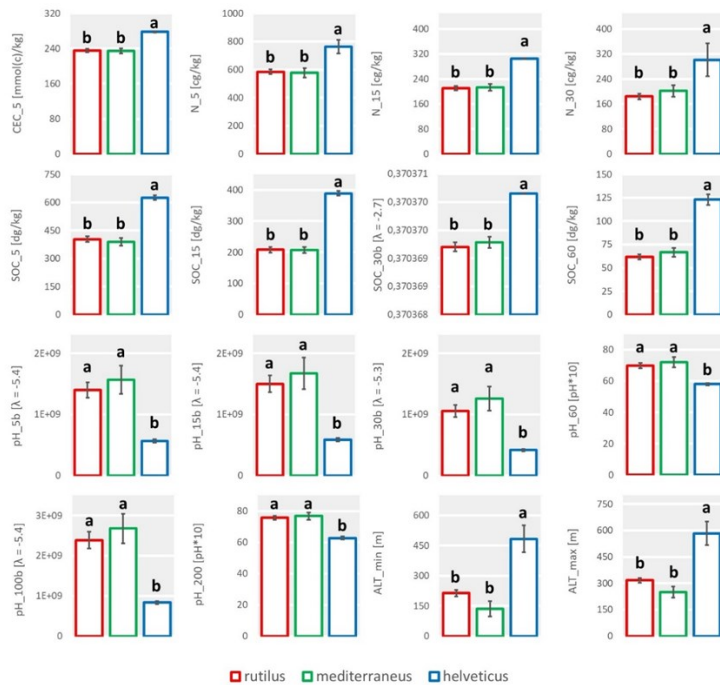 CEC_5 [mmol(c)/kg]
320
240
160
80
0
b b a
N_5 [cg/kg]
1000
800
600
400
200
0
b b a
N_15 [cg/kg]
400
320
240
160
80
0
b b a
N_30 [cg/kg]
400
320
240
160
80
0
b b a
SOC_5 [dg/kg]
750
600
450
300
150
0
b b a
SOC_15 [dg/kg]
400
300
200
100
0
b b a
SOC_30b [λ = -2.7]
0,370371
0,370370
0,370370
0,370369
0,370369
0,370368
b b a
SOC_60 [dg/kg]
150
125
100
75
50
25
0
b b a
pH_5b [λ = -5.4]
2E+09
1E+09
0
a a b
pH_15b [λ = -5.4]
2E+09
1E+09
0
a a b
pH_30b [λ = -5.3]
2E+09
1E+09
0
a a b
pH_60 [pH*10]
80
60
40
20
0
a a b
pH_100b [λ = -5.4]
3E+09
2E+09
1E+09
0
a a b
pH_200 [pH*10]
80
60
40
20
0
a a b
ALT_min [m]
600
450
300
150
0
b b a
ALT_max [m]
750
600
450
300
150
0
b b a
rutilus mediterraneus helveticus